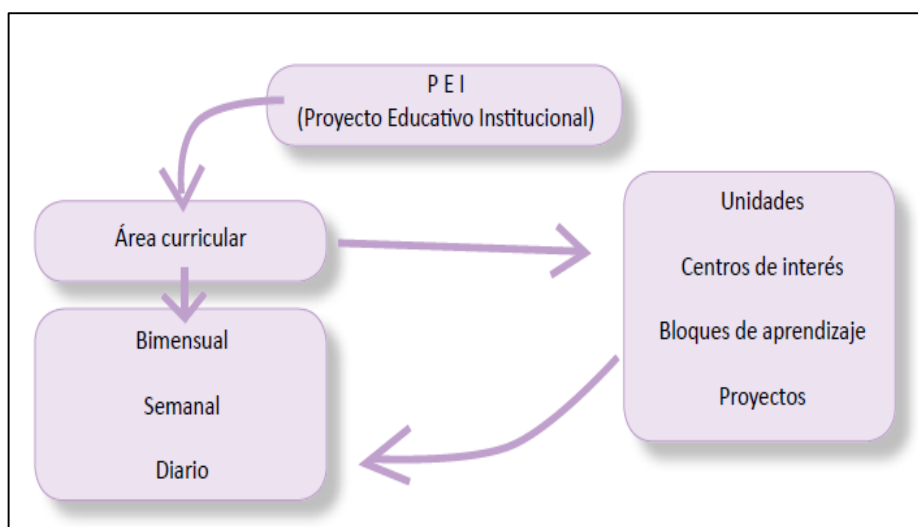 P E I
(Proyecto Educativo Institucional)
Área curricular
Bimensual
Semanal
Diario
Unidades
Centros de interés
Bloques de aprendizaje
Proyectos